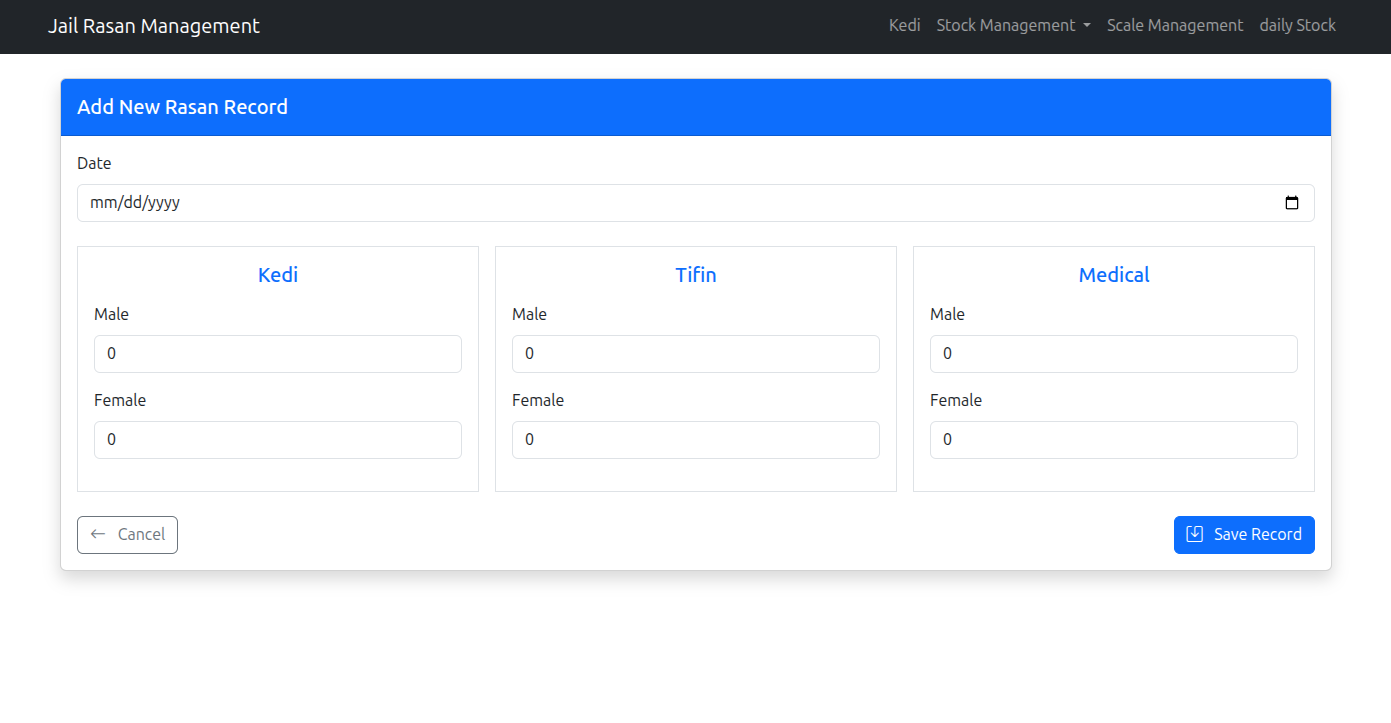 Jail Rasan Management Kedi Stock Management Scale Management daily Stock
Add New Rasan Record
Date
mm/dd/yyyy
Kedi Tifin Medical
Male Male Male
0 0 0
Female Female Female
0 0 0
Cancel Save Record